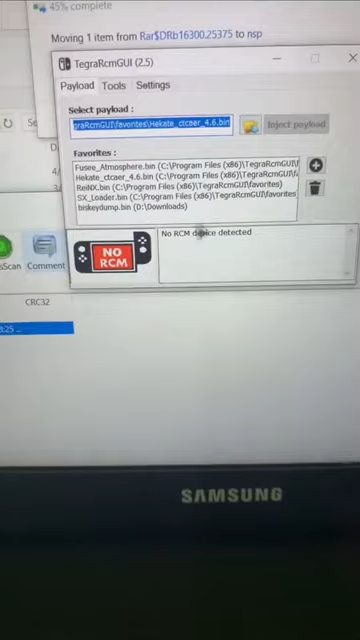 45% complete
Moving 1 item from Rar$DRb16300.25375 to nsp
TegraRcmGUI (2.5)
Payload Tools Settings
Select payload :
graRcmGUI\favorites\Hekate_ctcaer_4.6.bin
Inject payload
Favorites :
Fusee_Atmosphere.bin (C:\Program Files (x86)\TegraRcmGUI\f
Hekate_ctcaer_4.6.bin (C:\Program Files (x86)\TegraRcmGUI\f
ReiNX.bin (C:\Program Files (x86)\TegraRcmGUI\favorites)
SX_Loader.bin (C:\Program Files (x86)\TegraRcmGUI\favorites
biskeydump.bin (D:\Downloads)
NO
RCM
No RCM device detected
sScan Comment
CRC32
SAMSUNG